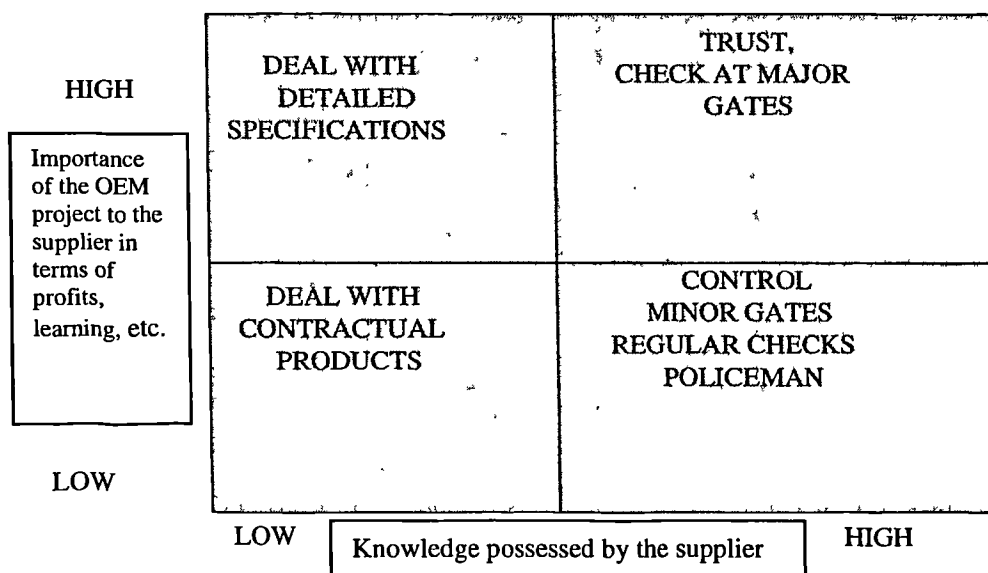 HIGH
Importance
of the OEM
project to the
supplier in
terms of
profits,
learning, etc.
LOW
DEAL WITH
DETAILED
SPECIFICATIONS
TRUST,
CHECK AT MAJOR
GATES
DEAL WITH
CONTRACTUAL
PRODUCTS
CONTROL
MINOR GATES
REGULAR CHECKS
POLICEMAN
LOW
Knowledge possessed by the supplier
HIGH